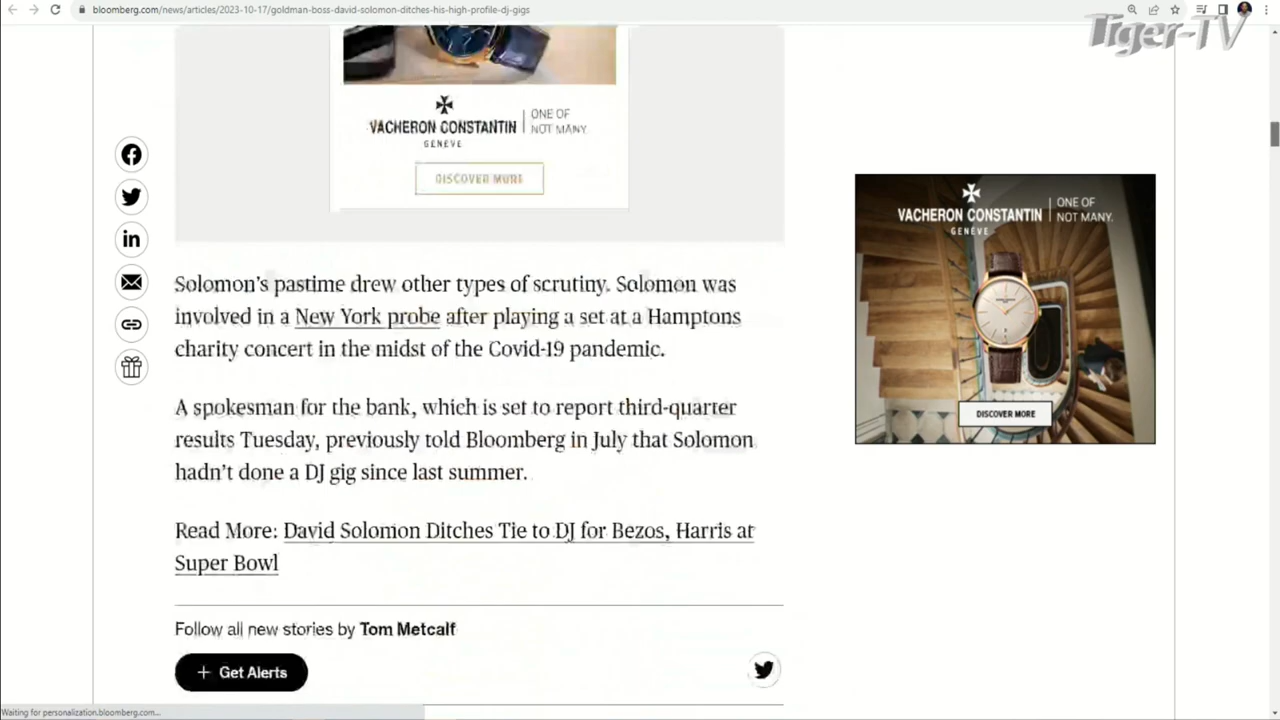 bloomberg.com/news/articles/2023-10-17/goldman-boss-david-solomon-ditches-his-high-profile-dj-gigs
Tiger-TV
VACHERON CONSTANTIN
GENÈVE
ONE OF
NOT MANY.
DISCOVER MORE
VACHERON CONSTANTIN
GENÈVE
ONE OF
NOT MANY.
DISCOVER MORE
Solomon’s pastime drew other types of scrutiny. Solomon was
involved in a New York probe after playing a set at a Hamptons
charity concert in the midst of the Covid-19 pandemic.
A spokesman for the bank, which is set to report third-quarter
results Tuesday, previously told Bloomberg in July that Solomon
hadn’t done a DJ gig since last summer.
Read More: David Solomon Ditches Tie to DJ for Bezos, Harris at
Super Bowl
Follow all new stories by Tom Metcalf
+ Get Alerts
Waiting for personalization.bloomberg.com...